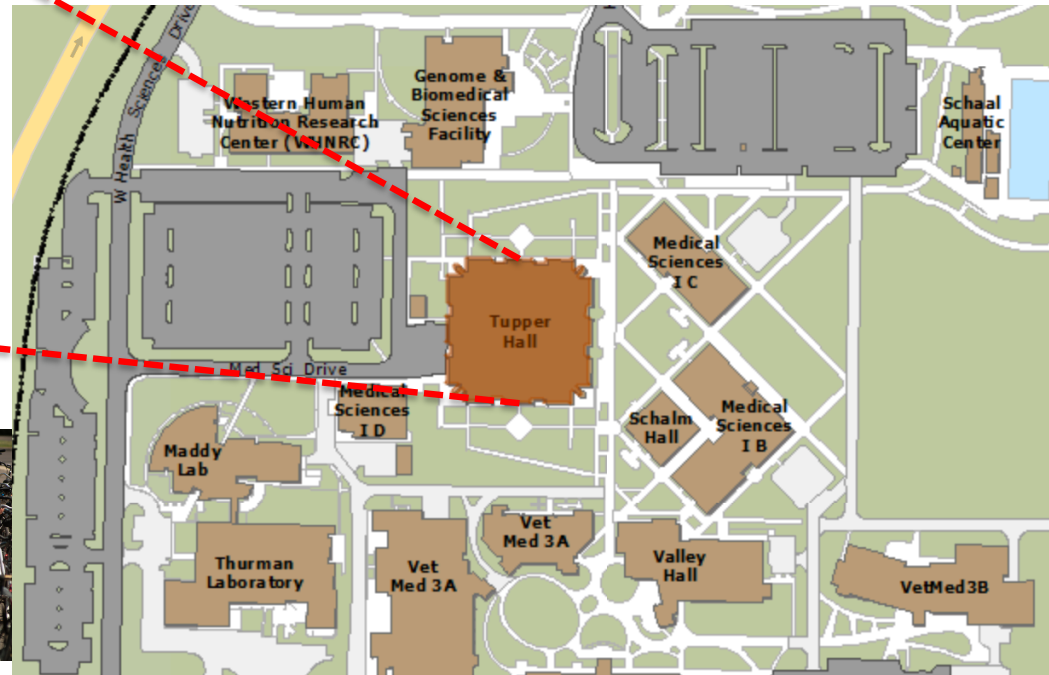 W Health Sciences Drive
Genome &
Biomedical
Sciences
Facility
Western Human
Nutrition Research
Center (WHNRC)
Schaal
Aquatic
Center
Medical
Sciences
I C
Tupper
Hall
Med Sci Drive
Medical
Sciences
I D
Schalm
Hall
Medical
Sciences
I B
Maddy
Lab
Vet
Med 3A
Thurman
Laboratory
Vet
Med 3A
Valley
Hall
VetMed3B